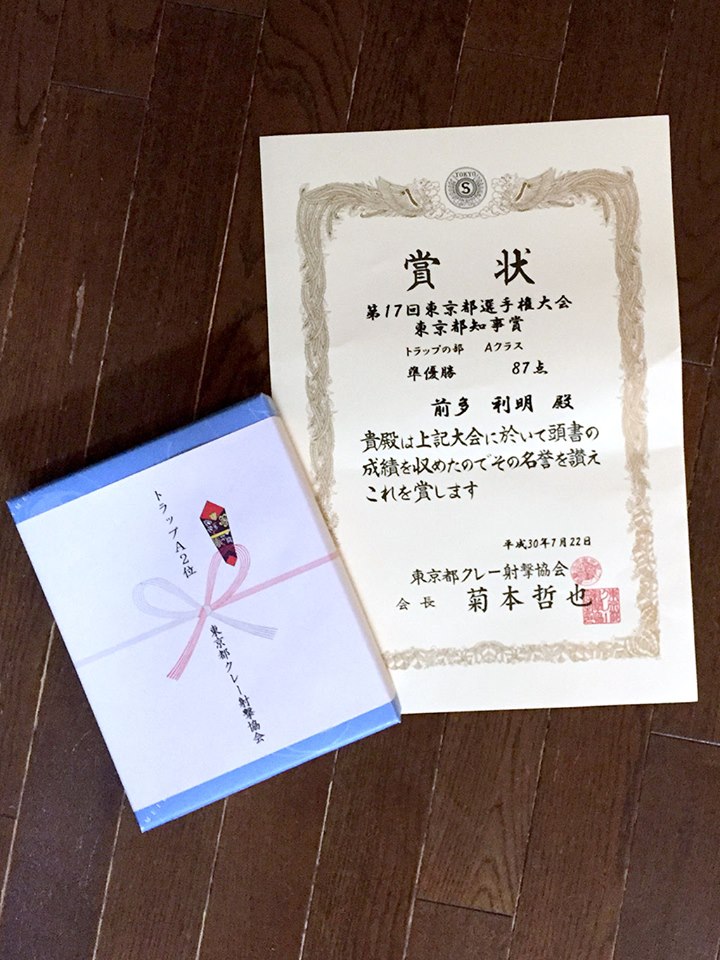 TOKYO
S
賞 状
第17回東京都選手権大会
東京都知事賞
トラップの部 Aクラス
準優勝 87点
前多 利明 殿
貴殿は上記大会に於いて頭書の
成績を収めたのでその名誉を讃え
これを賞します
平成30年7月22日
東京都クレー射撃協会
会長 菊本哲也
トラップA2位
東京都クレー射撃協会